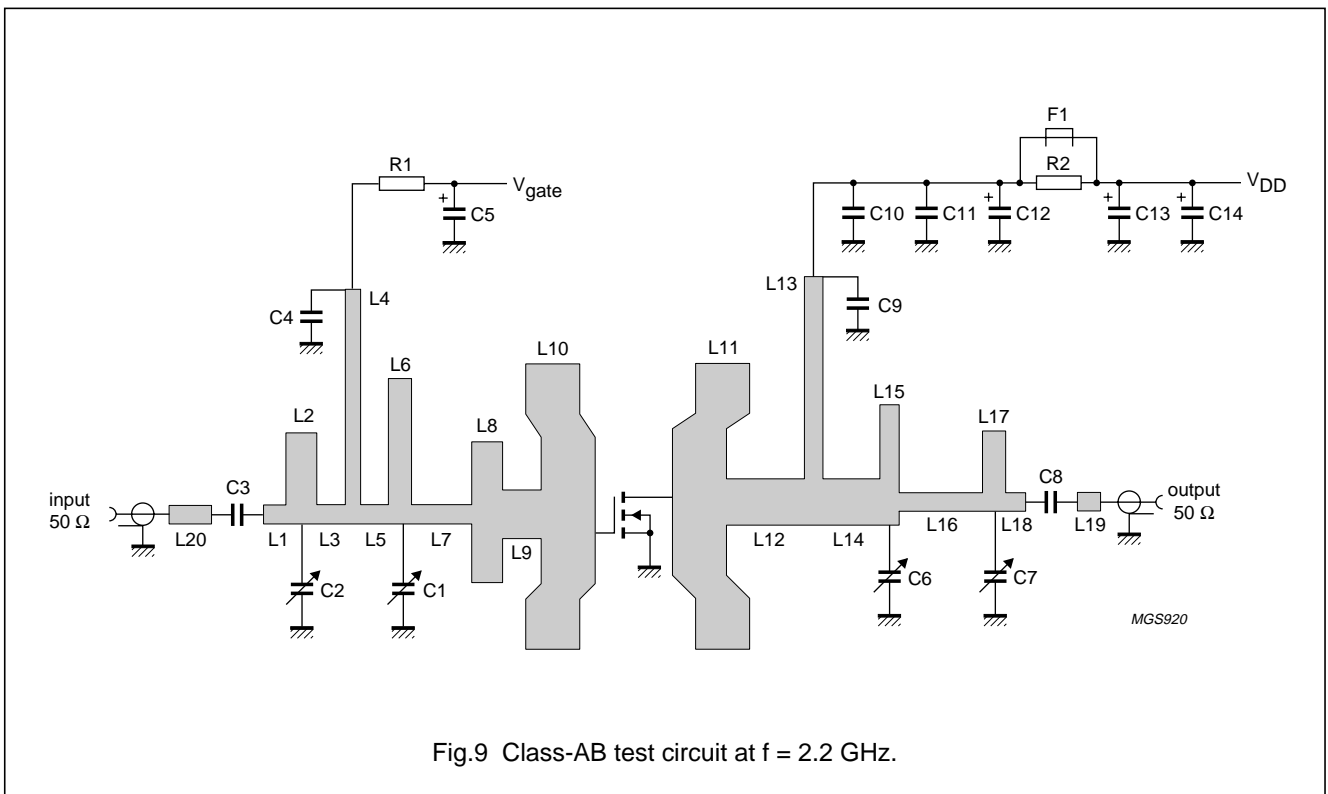 F1
R1
R2
Vgate
VDD
+
C5
C10
C11
+
C12
+
C13
+
C14
L4
L13
C4
C9
L10
L11
L6
L15
L2
L8
L17
input
50 Ω
C3
C8
output
50 Ω
L20
L1
L3
L5
L7
L9
L12
L14
L16
L18
L19
C2
C1
C6
C7
MGS920
Fig.9 Class-AB test circuit at f = 2.2 GHz.